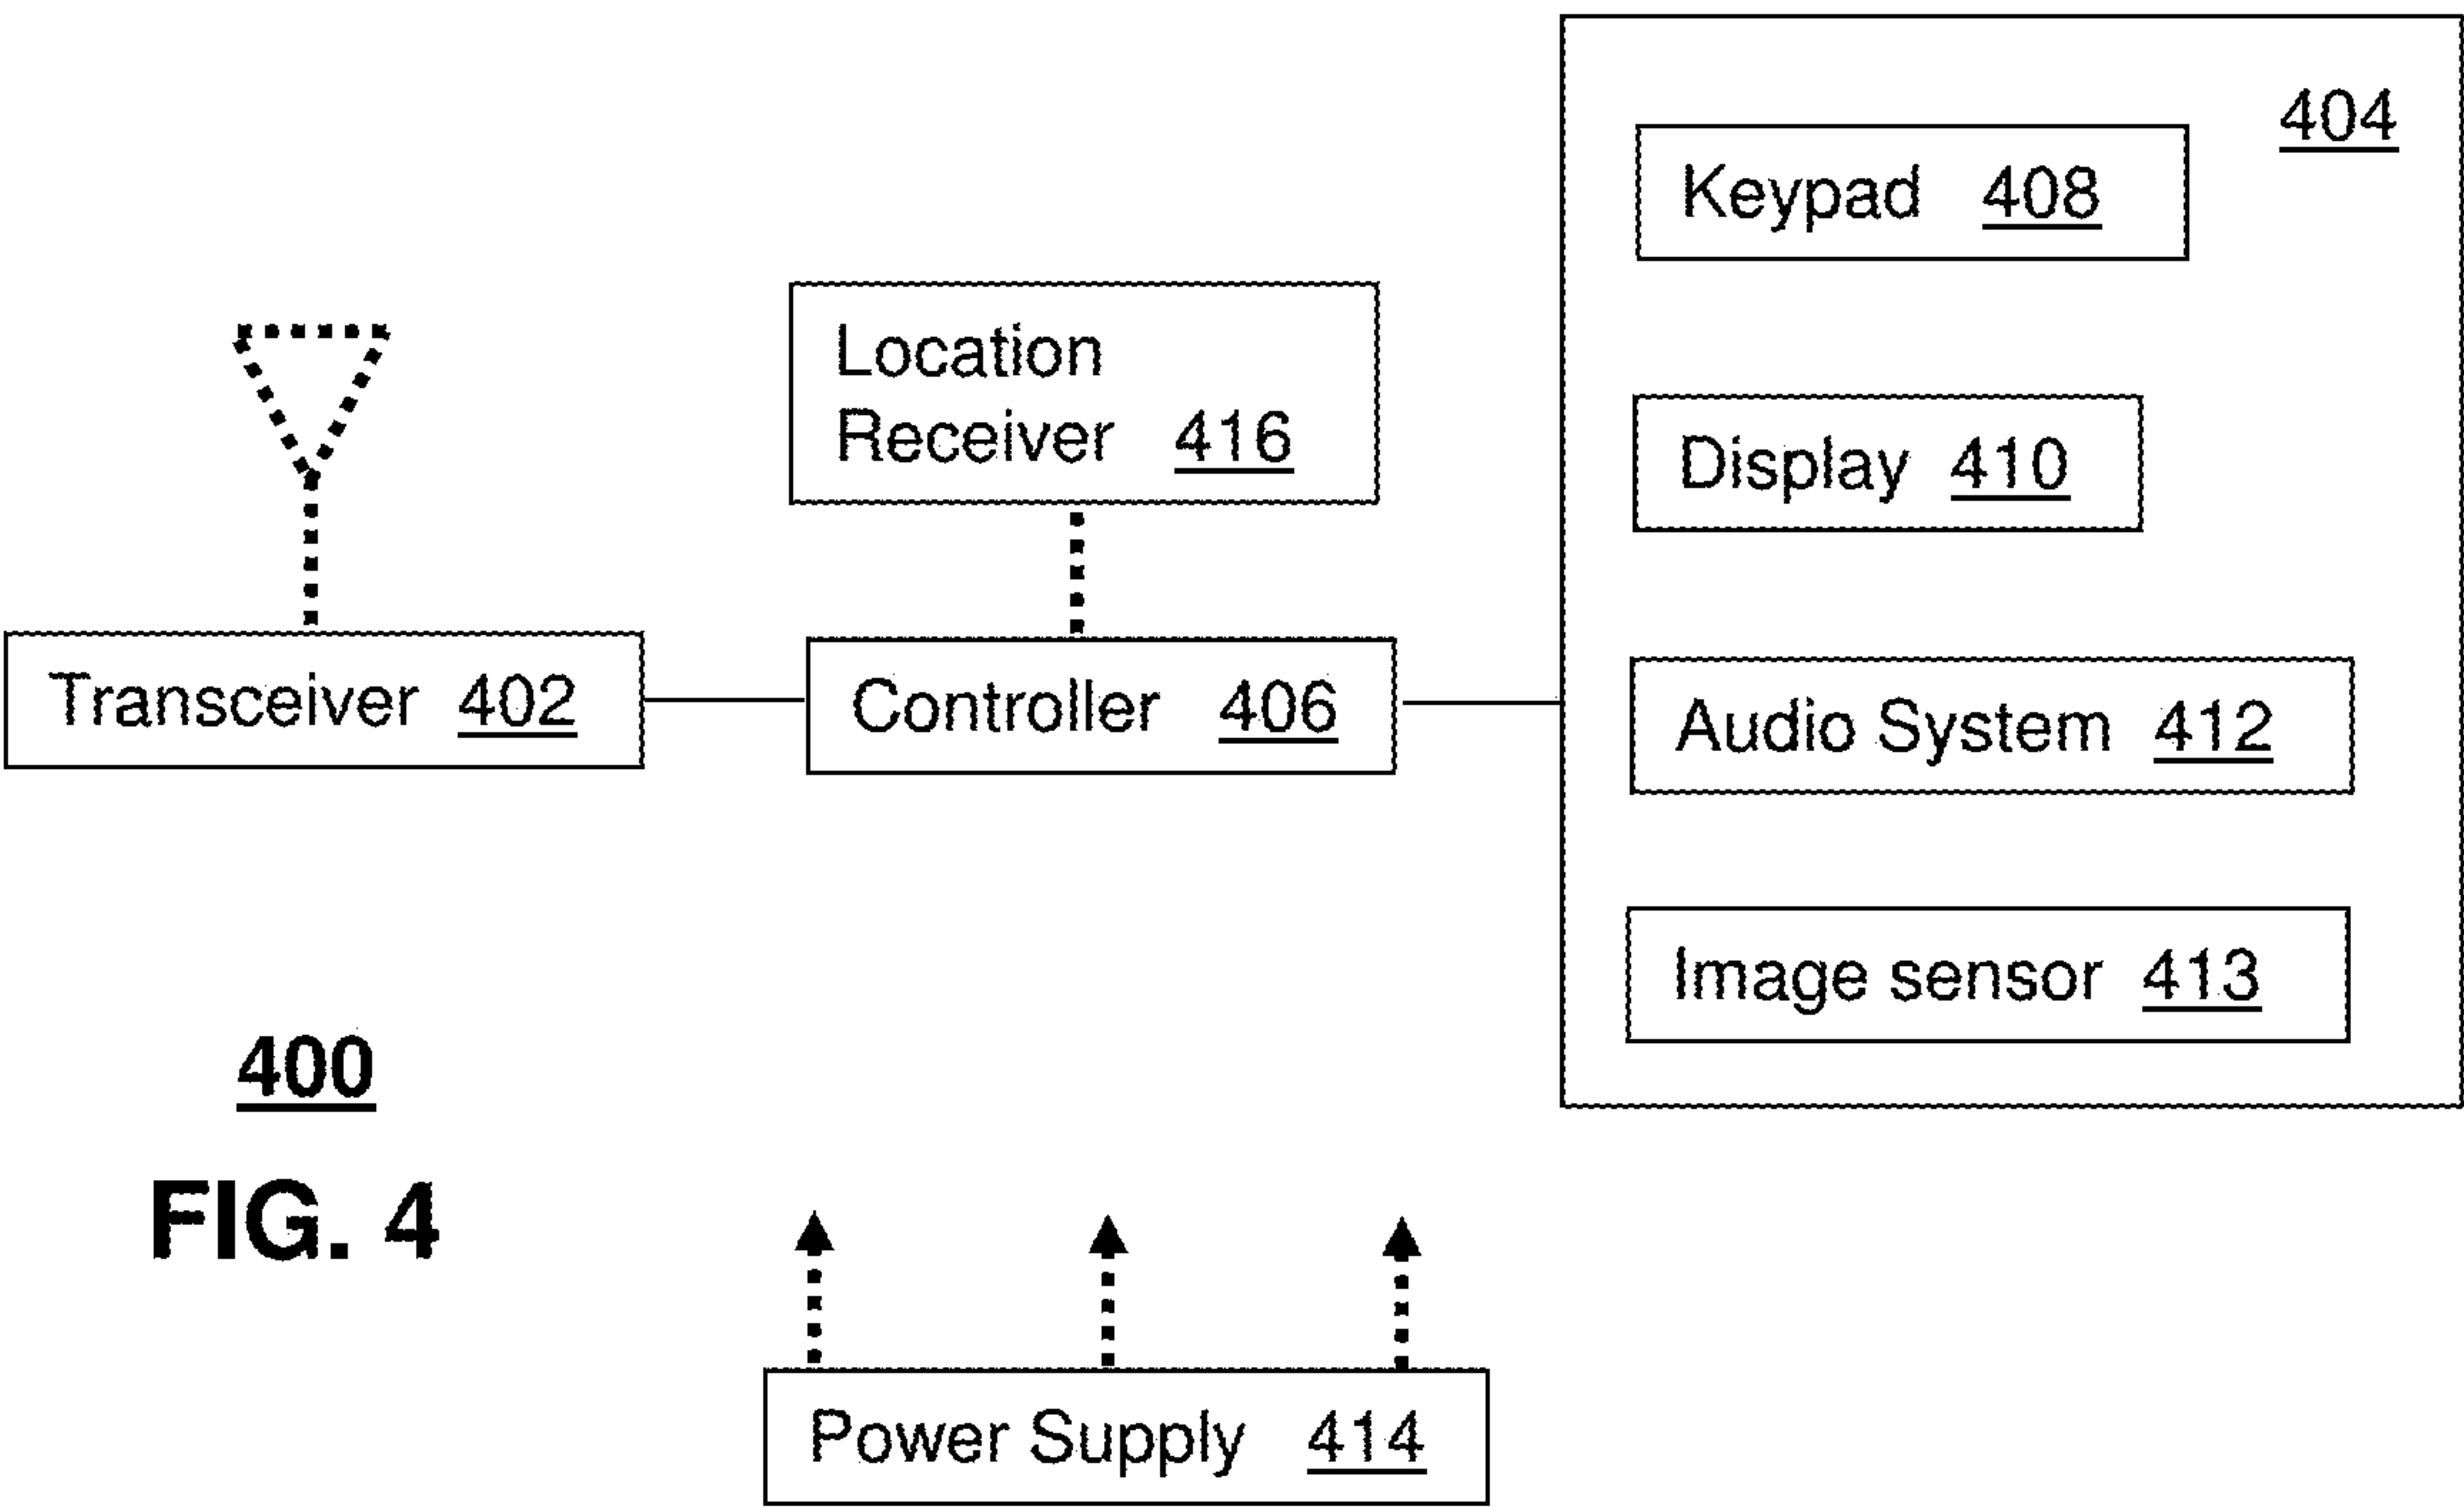 404
Keypad 408
Location
Receiver 416
Display 410
Transceiver 402
Controller 406
Audio System 412
Image sensor 413
400
FIG. 4
Power Supply 414